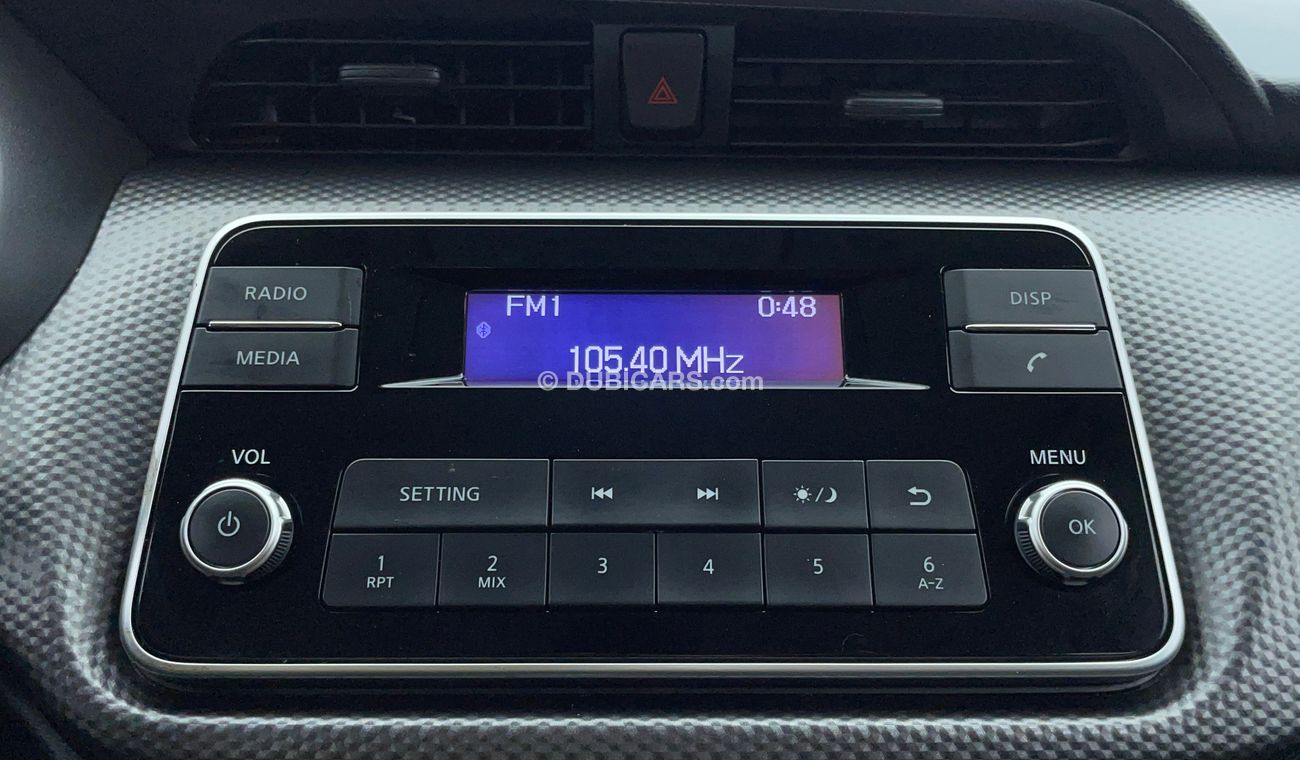 RADIO
MEDIA
FM1 0:48
105.40 MHz
© DUBICARS.com
DISP
VOL
SETTING
MENU
OK
1 2 3 4 5 6
RPT MIX A-Z